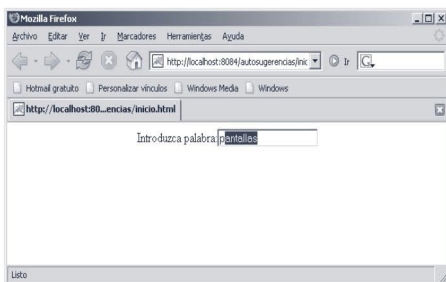 Mozilla Firefox
Archivo Editar Ver Ir Marcadores Herramientas Ayuda
http://localhost:8084/autosugerencias/inic Ir G
Hotmail gratuito Personalizar vínculos Windows Media Windows
http://localhost:80...encias/inicio.html
Introduzca palabra: pantallas
Listo